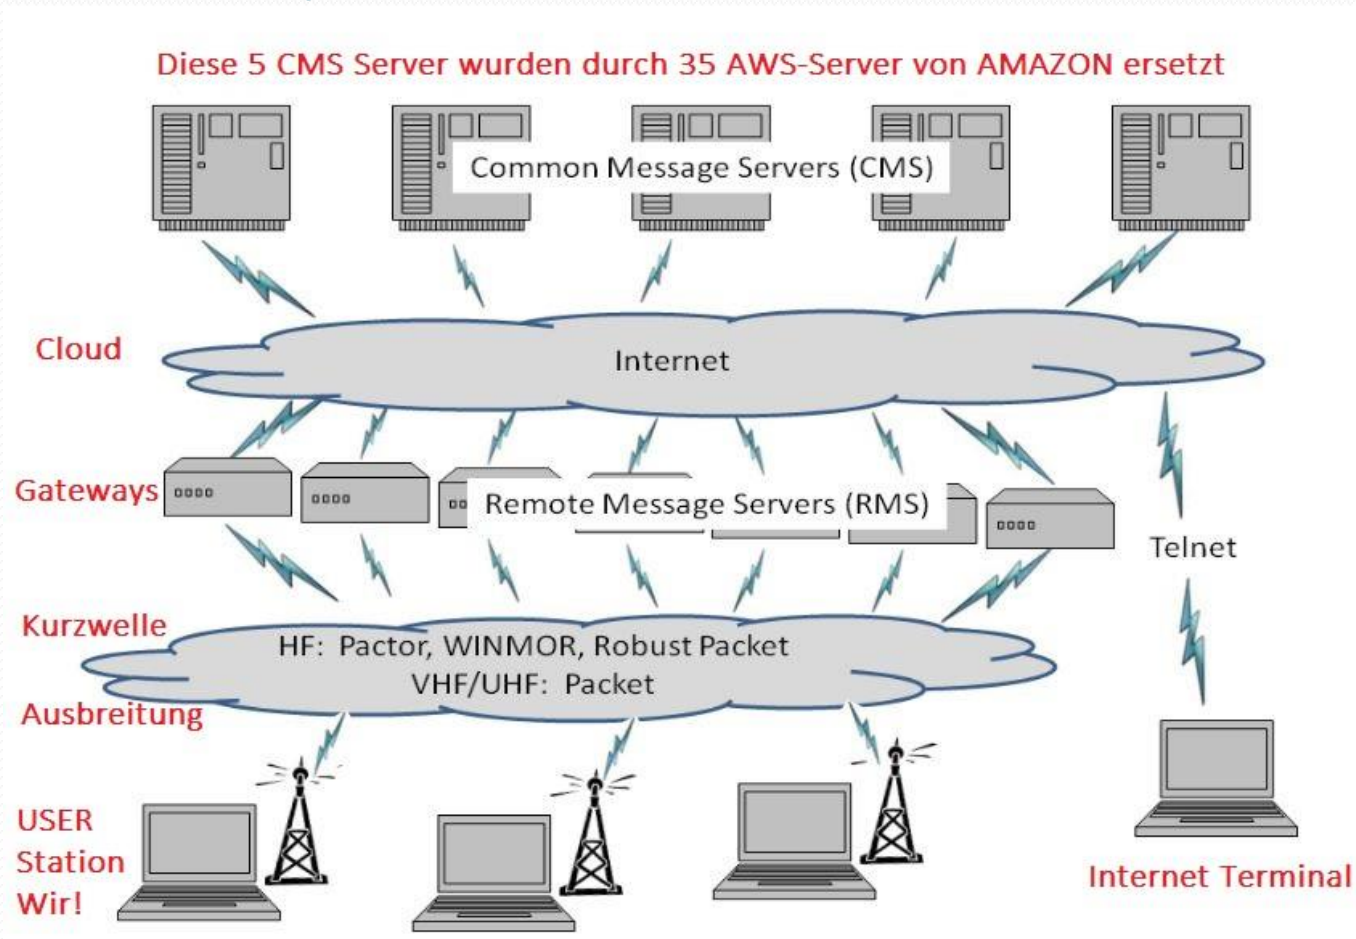 Diese 5 CMS Server wurden durch 35 AWS-Server von AMAZON ersetzt
Common Message Servers (CMS)
Cloud
Internet
Gateways
Remote Message Servers (RMS)
Telnet
Kurzwelle
HF: Pactor, WINMOR, Robust Packet
VHF/UHF: Packet
Ausbreitung
USER
Station
Wir!
Internet Terminal